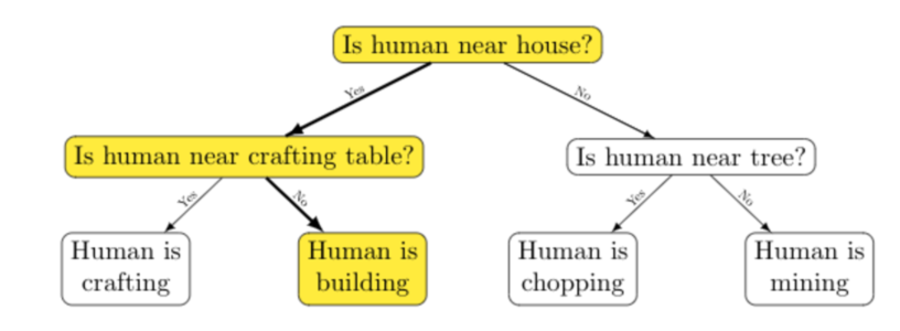 Is human near house?
Yes
No
Is human near crafting table?
Is human near tree?
Yes
No
Yes
No
Human is
crafting
Human is
building
Human is
chopping
Human is
mining